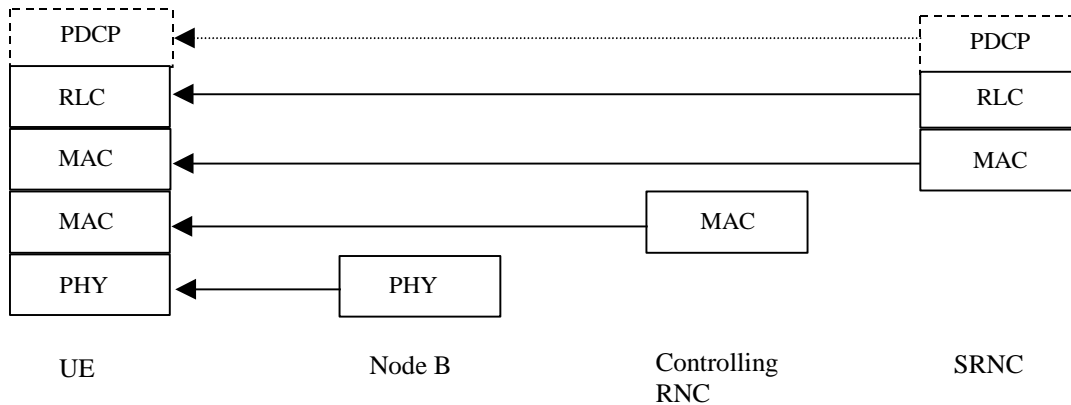 PDCP
PDCP
RLC
RLC
MAC
MAC
MAC
MAC
PHY
PHY
UE
Node B
Controlling
RNC
SRNC